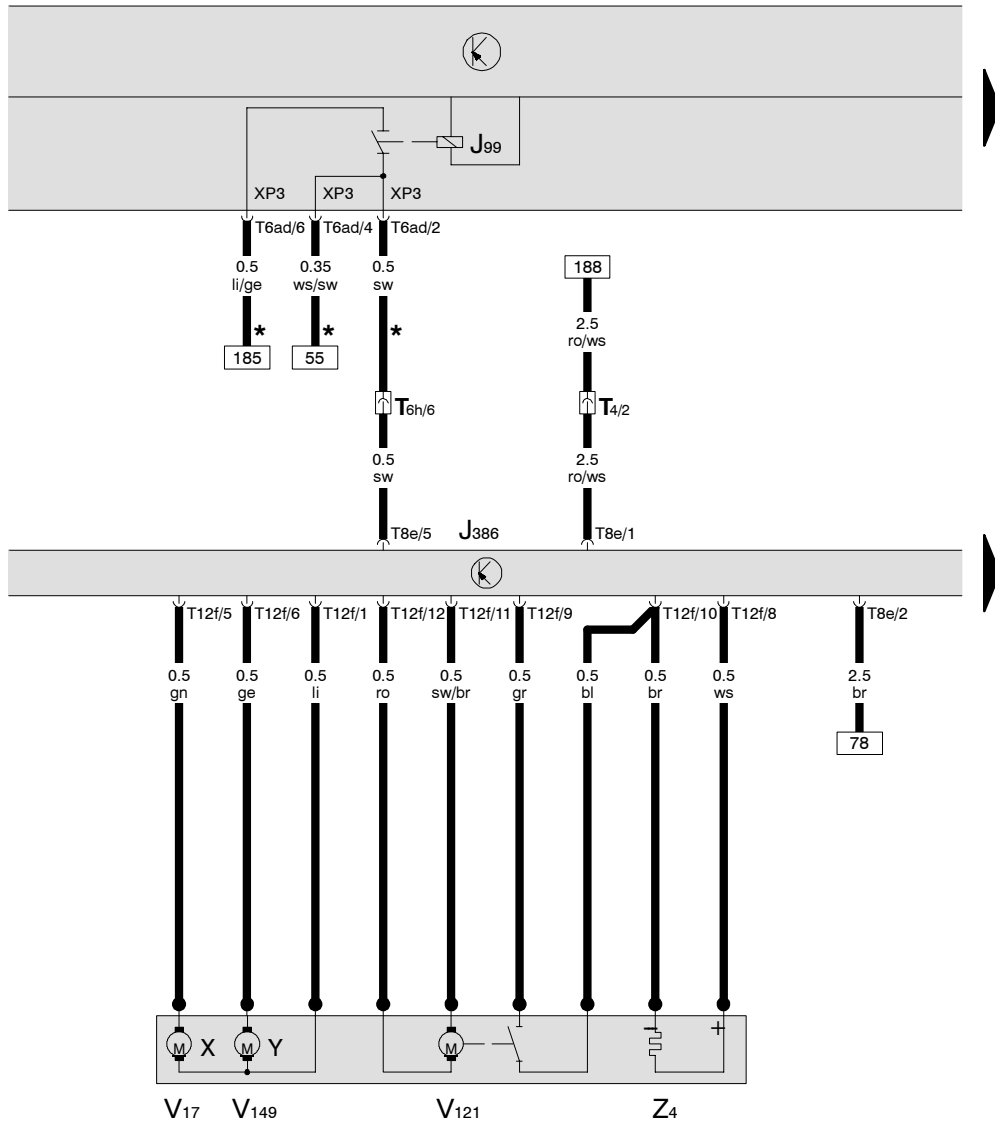 J99
XP3 XP3 XP3
T6ad/6 T6ad/4 T6ad/2
0.5 0.35 0.5
li/ge ws/sw sw
188
* * *
2.5
ro/ws
185 55
T6h/6 T4/2
0.5 2.5
sw ro/ws
T8e/5 J386 T8e/1
T12f/5 T12f/6 T12f/1 T12f/12 T12f/11 T12f/9 T12f/10 T12f/8 T8e/2
0.5 0.5 0.5 0.5 0.5 0.5 0.5 0.5 0.5 2.5
gn ge li ro sw/br gr bl br ws br
78
− +
M X M Y M
V17 V149 V121 Z4